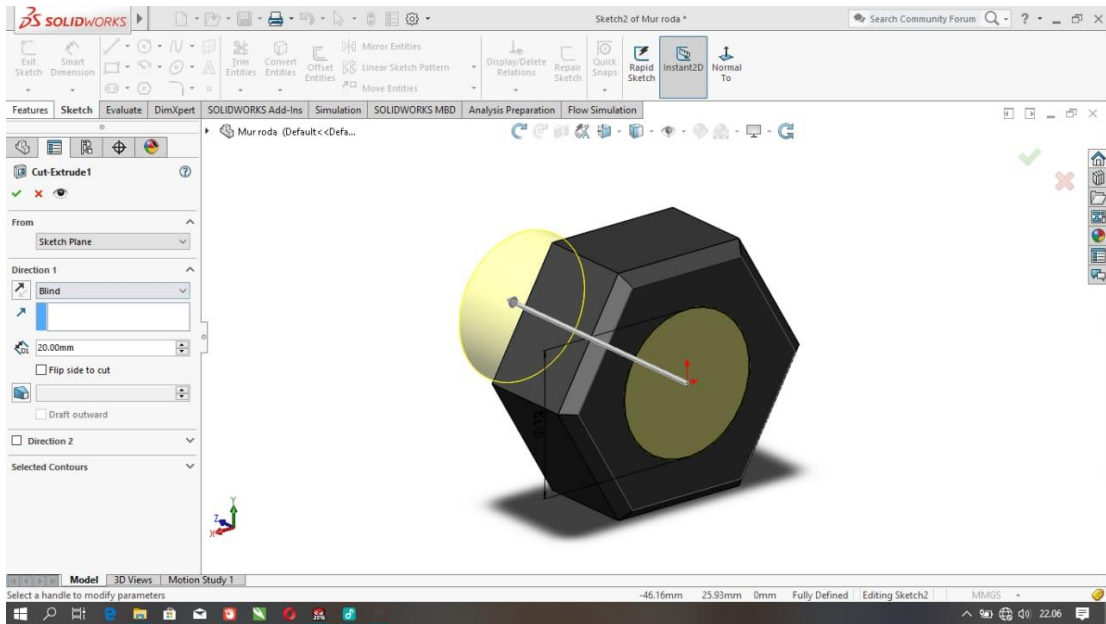 SOLIDWORKS
Sketch2 of Mur roda *
Search Community Forum
Exit Sketch
Smart Dimension
Trim Entities
Convert Entities
Offset Entities
Mirror Entities
Linear Sketch Pattern
Move Entities
Display/Delete Relations
Repair Sketch
Quick Snaps
Rapid Sketch
Instant2D
Normal To
Features Sketch Evaluate DimXpert SOLIDWORKS Add-Ins Simulation SOLIDWORKS MBD Analysis Preparation Flow Simulation
Mur roda (Default<<Defa...
Cut-Extrude1
From
Sketch Plane
Direction 1
Blind
20.00mm
Flip side to cut
Draft outward
Direction 2
Selected Contours
Y
Z
X
Model 3D Views Motion Study 1
Select a handle to modify parameters
-46.16mm 25.93mm 0mm Fully Defined Editing Sketch2 MMGS
22.06